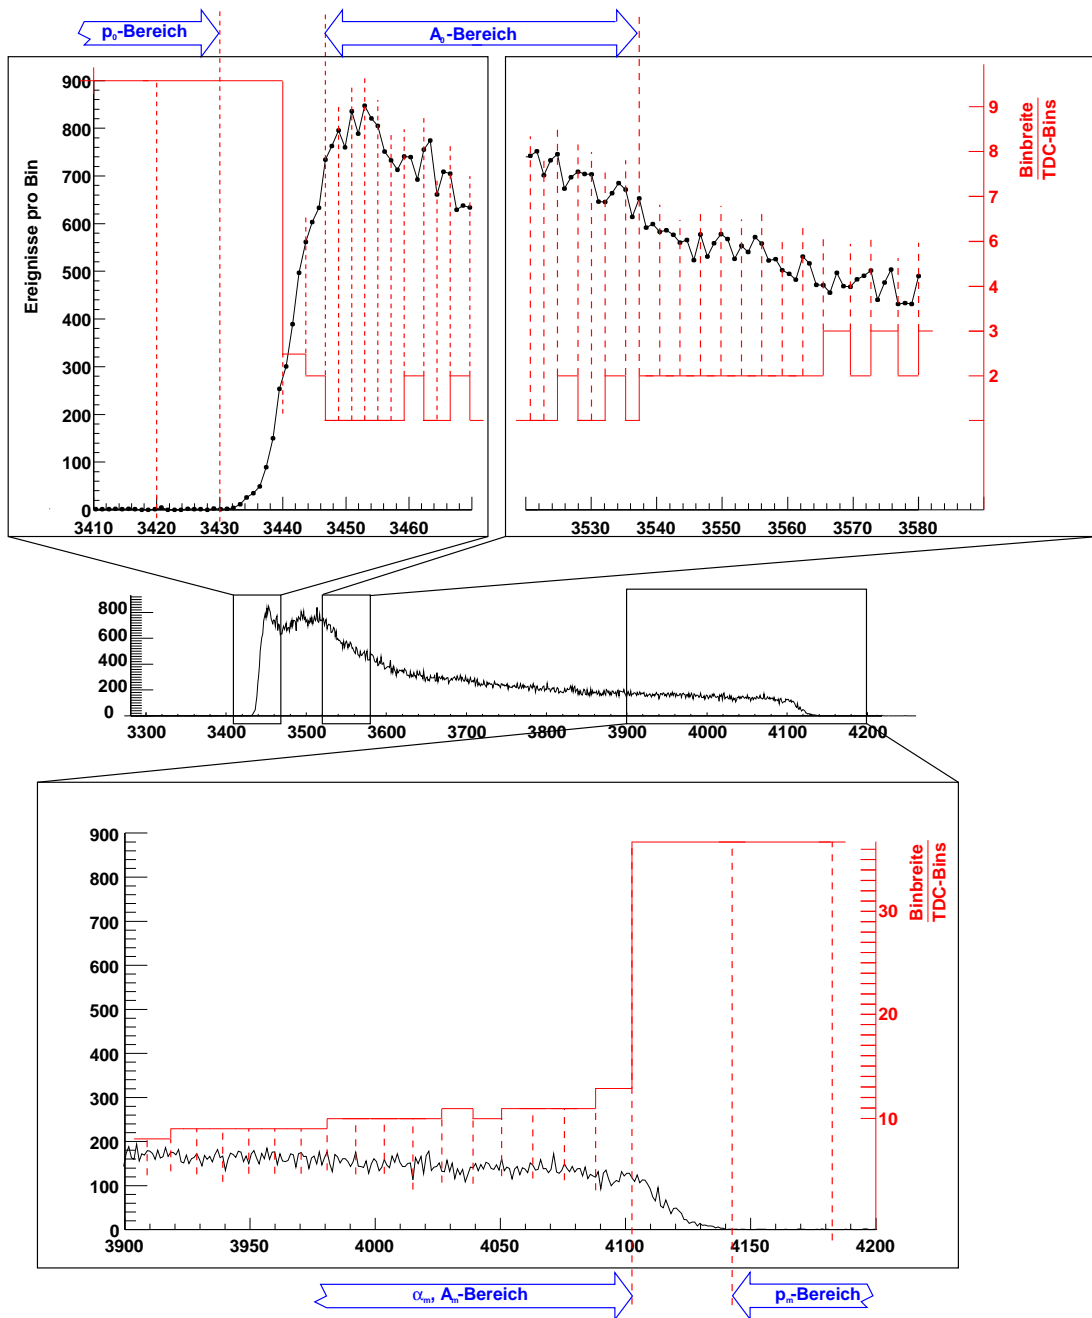 p₀-Bereich
A₀-Bereich
900
800
700
600
500
400
300
200
100
0
Ereignisse pro Bin
3410 3420 3430 3440 3450 3460
9
8
7
6
5
4
3
2
Binbreite
TDC-Bins
3530 3540 3550 3560 3570 3580
800
600
400
200
0
3300 3400 3500 3600 3700 3800 3900 4000 4100 4200
900
800
700
600
500
400
300
200
100
0
30
20
10
Binbreite
TDC-Bins
3900 3950 4000 4050 4100 4150 4200
αₘ, Aₘ-Bereich
pₘ-Bereich